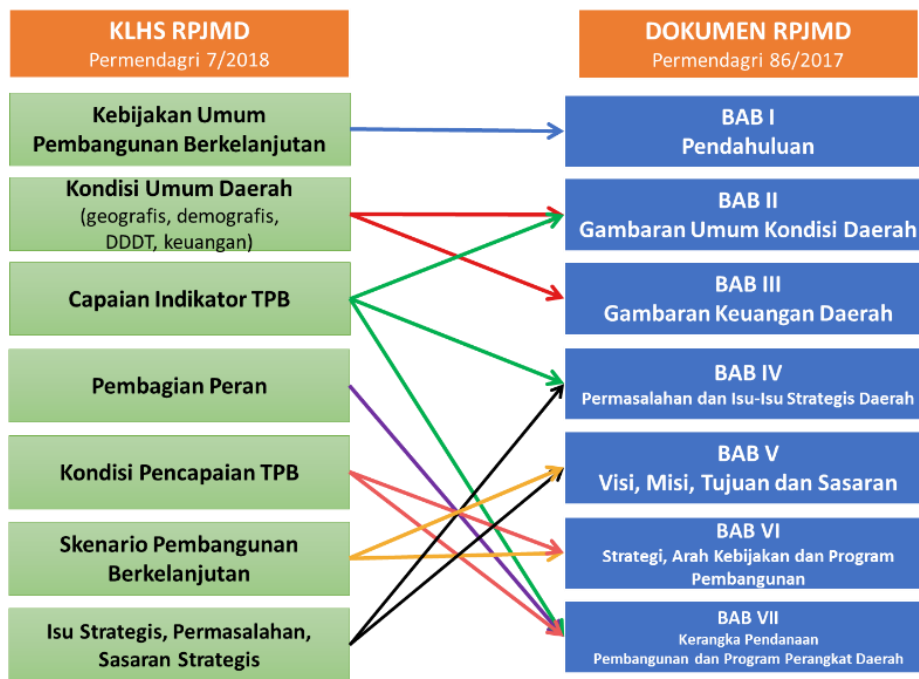 KLHS RPJMD
Permendagri 7/2018
Kebijakan Umum
Pembangunan Berkelanjutan
Kondisi Umum Daerah
(geografis, demografis,
DDDT, keuangan)
Capaian Indikator TPB
Pembagian Peran
Kondisi Pencapaian TPB
Skenario Pembangunan
Berkelanjutan
Isu Strategis, Permasalahan,
Sasaran Strategis
DOKUMEN RPJMD
Permendagri 86/2017
BAB I
Pendahuluan
BAB II
Gambaran Umum Kondisi Daerah
BAB III
Gambaran Keuangan Daerah
BAB IV
Permasalahan dan Isu-Isu Strategis Daerah
BAB V
Visi, Misi, Tujuan dan Sasaran
BAB VI
Strategi, Arah Kebijakan dan Program
Pembangunan
BAB VII
Kerangka Pendanaan
Pembangunan dan Program Perangkat Daerah